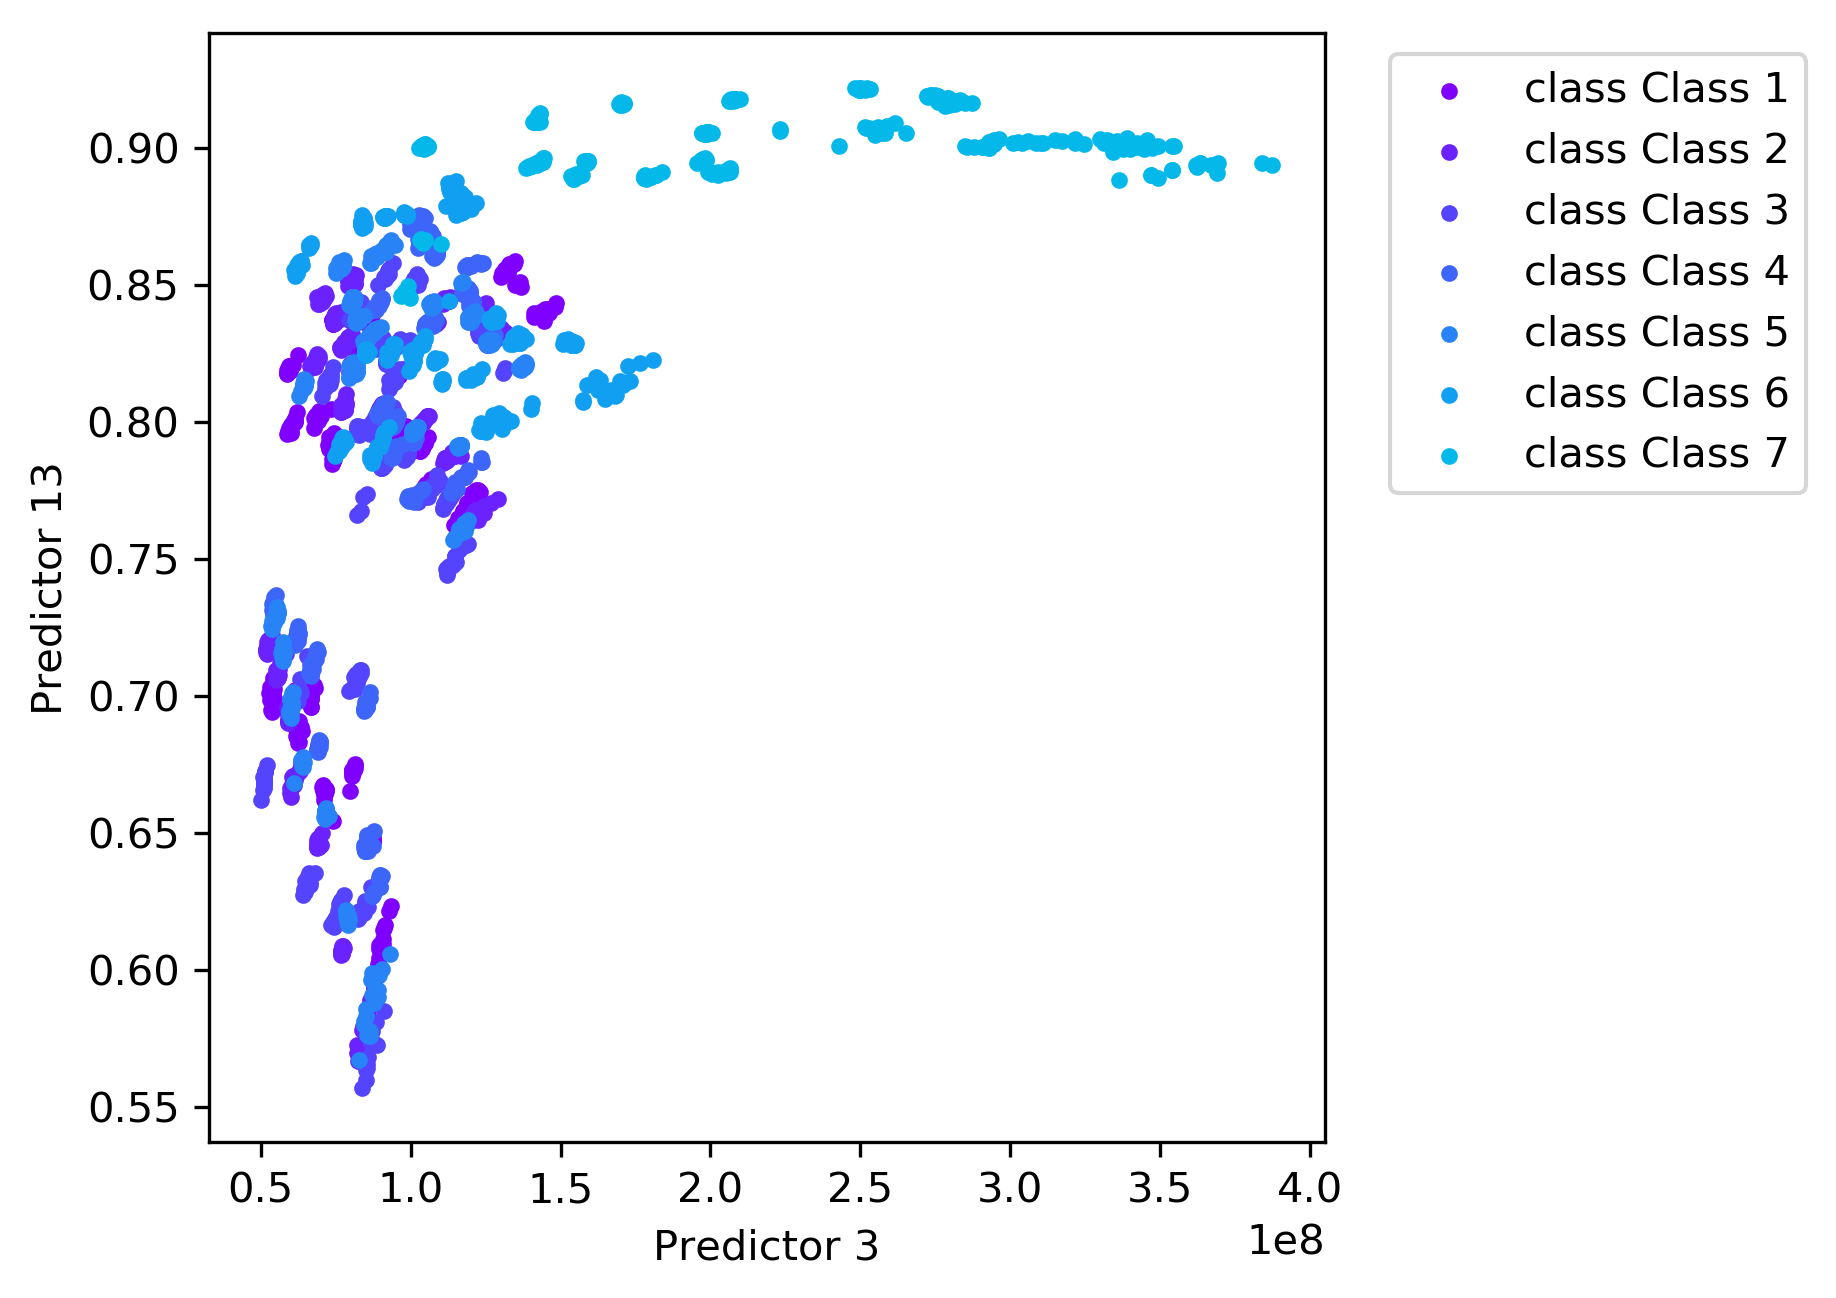 class Class 1
class Class 2
class Class 3
class Class 4
class Class 5
class Class 6
class Class 7
0.90
0.85
0.80
0.75
0.70
0.65
0.60
0.55
Predictor 13
0.5 1.0 1.5 2.0 2.5 3.0 3.5 4.0
1e8
Predictor 3